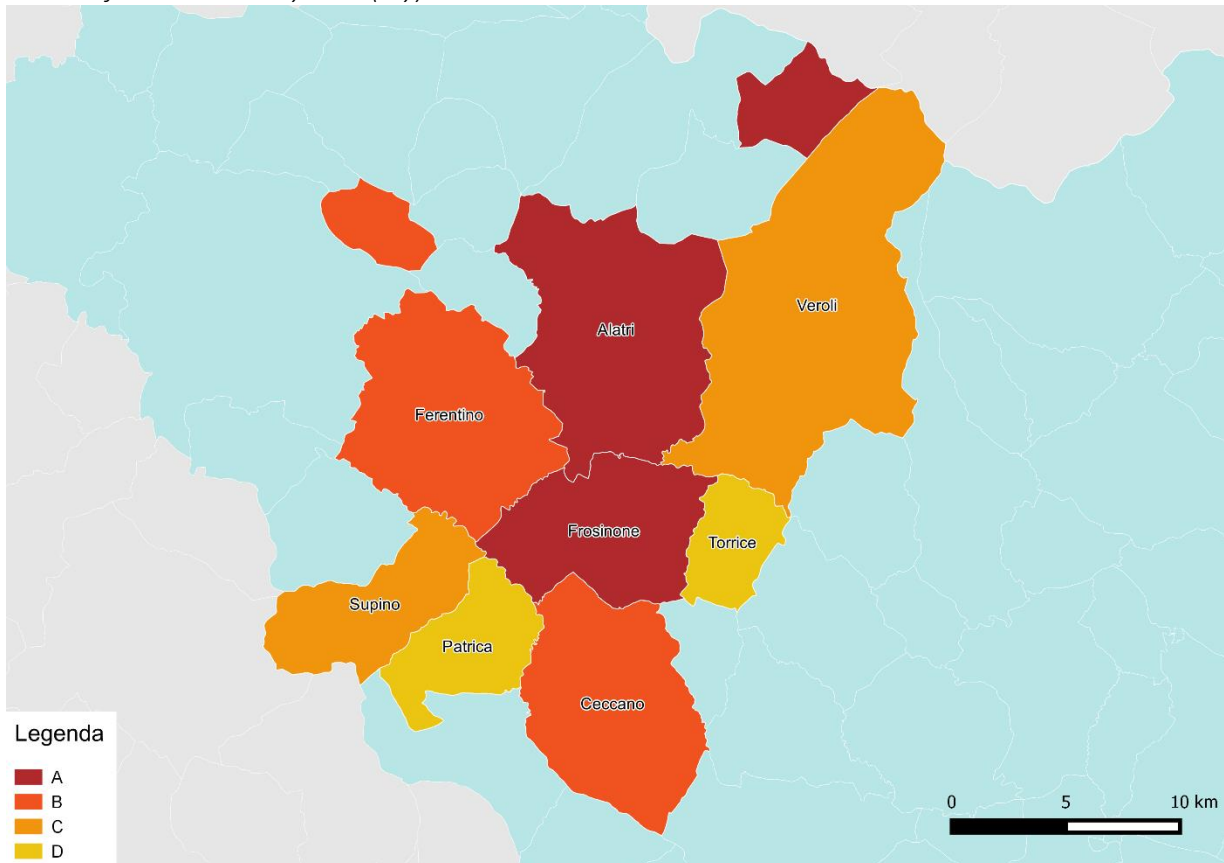 Alatri
Veroli
Ferentino
Frosinone
Torrice
Supino
Patrica
Ceccano
Legenda
A
B
C
D
0 5 10 km